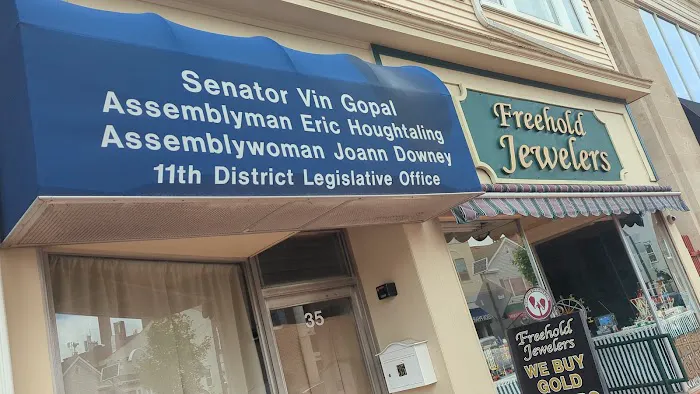 Senator Vin Gopal
Assemblyman Eric Houghtaling
Assemblywoman Joann Downey
11th District Legislative Office
Freehold
Jewelers
35
Freehold
Jewelers
WE BUY
GOLD